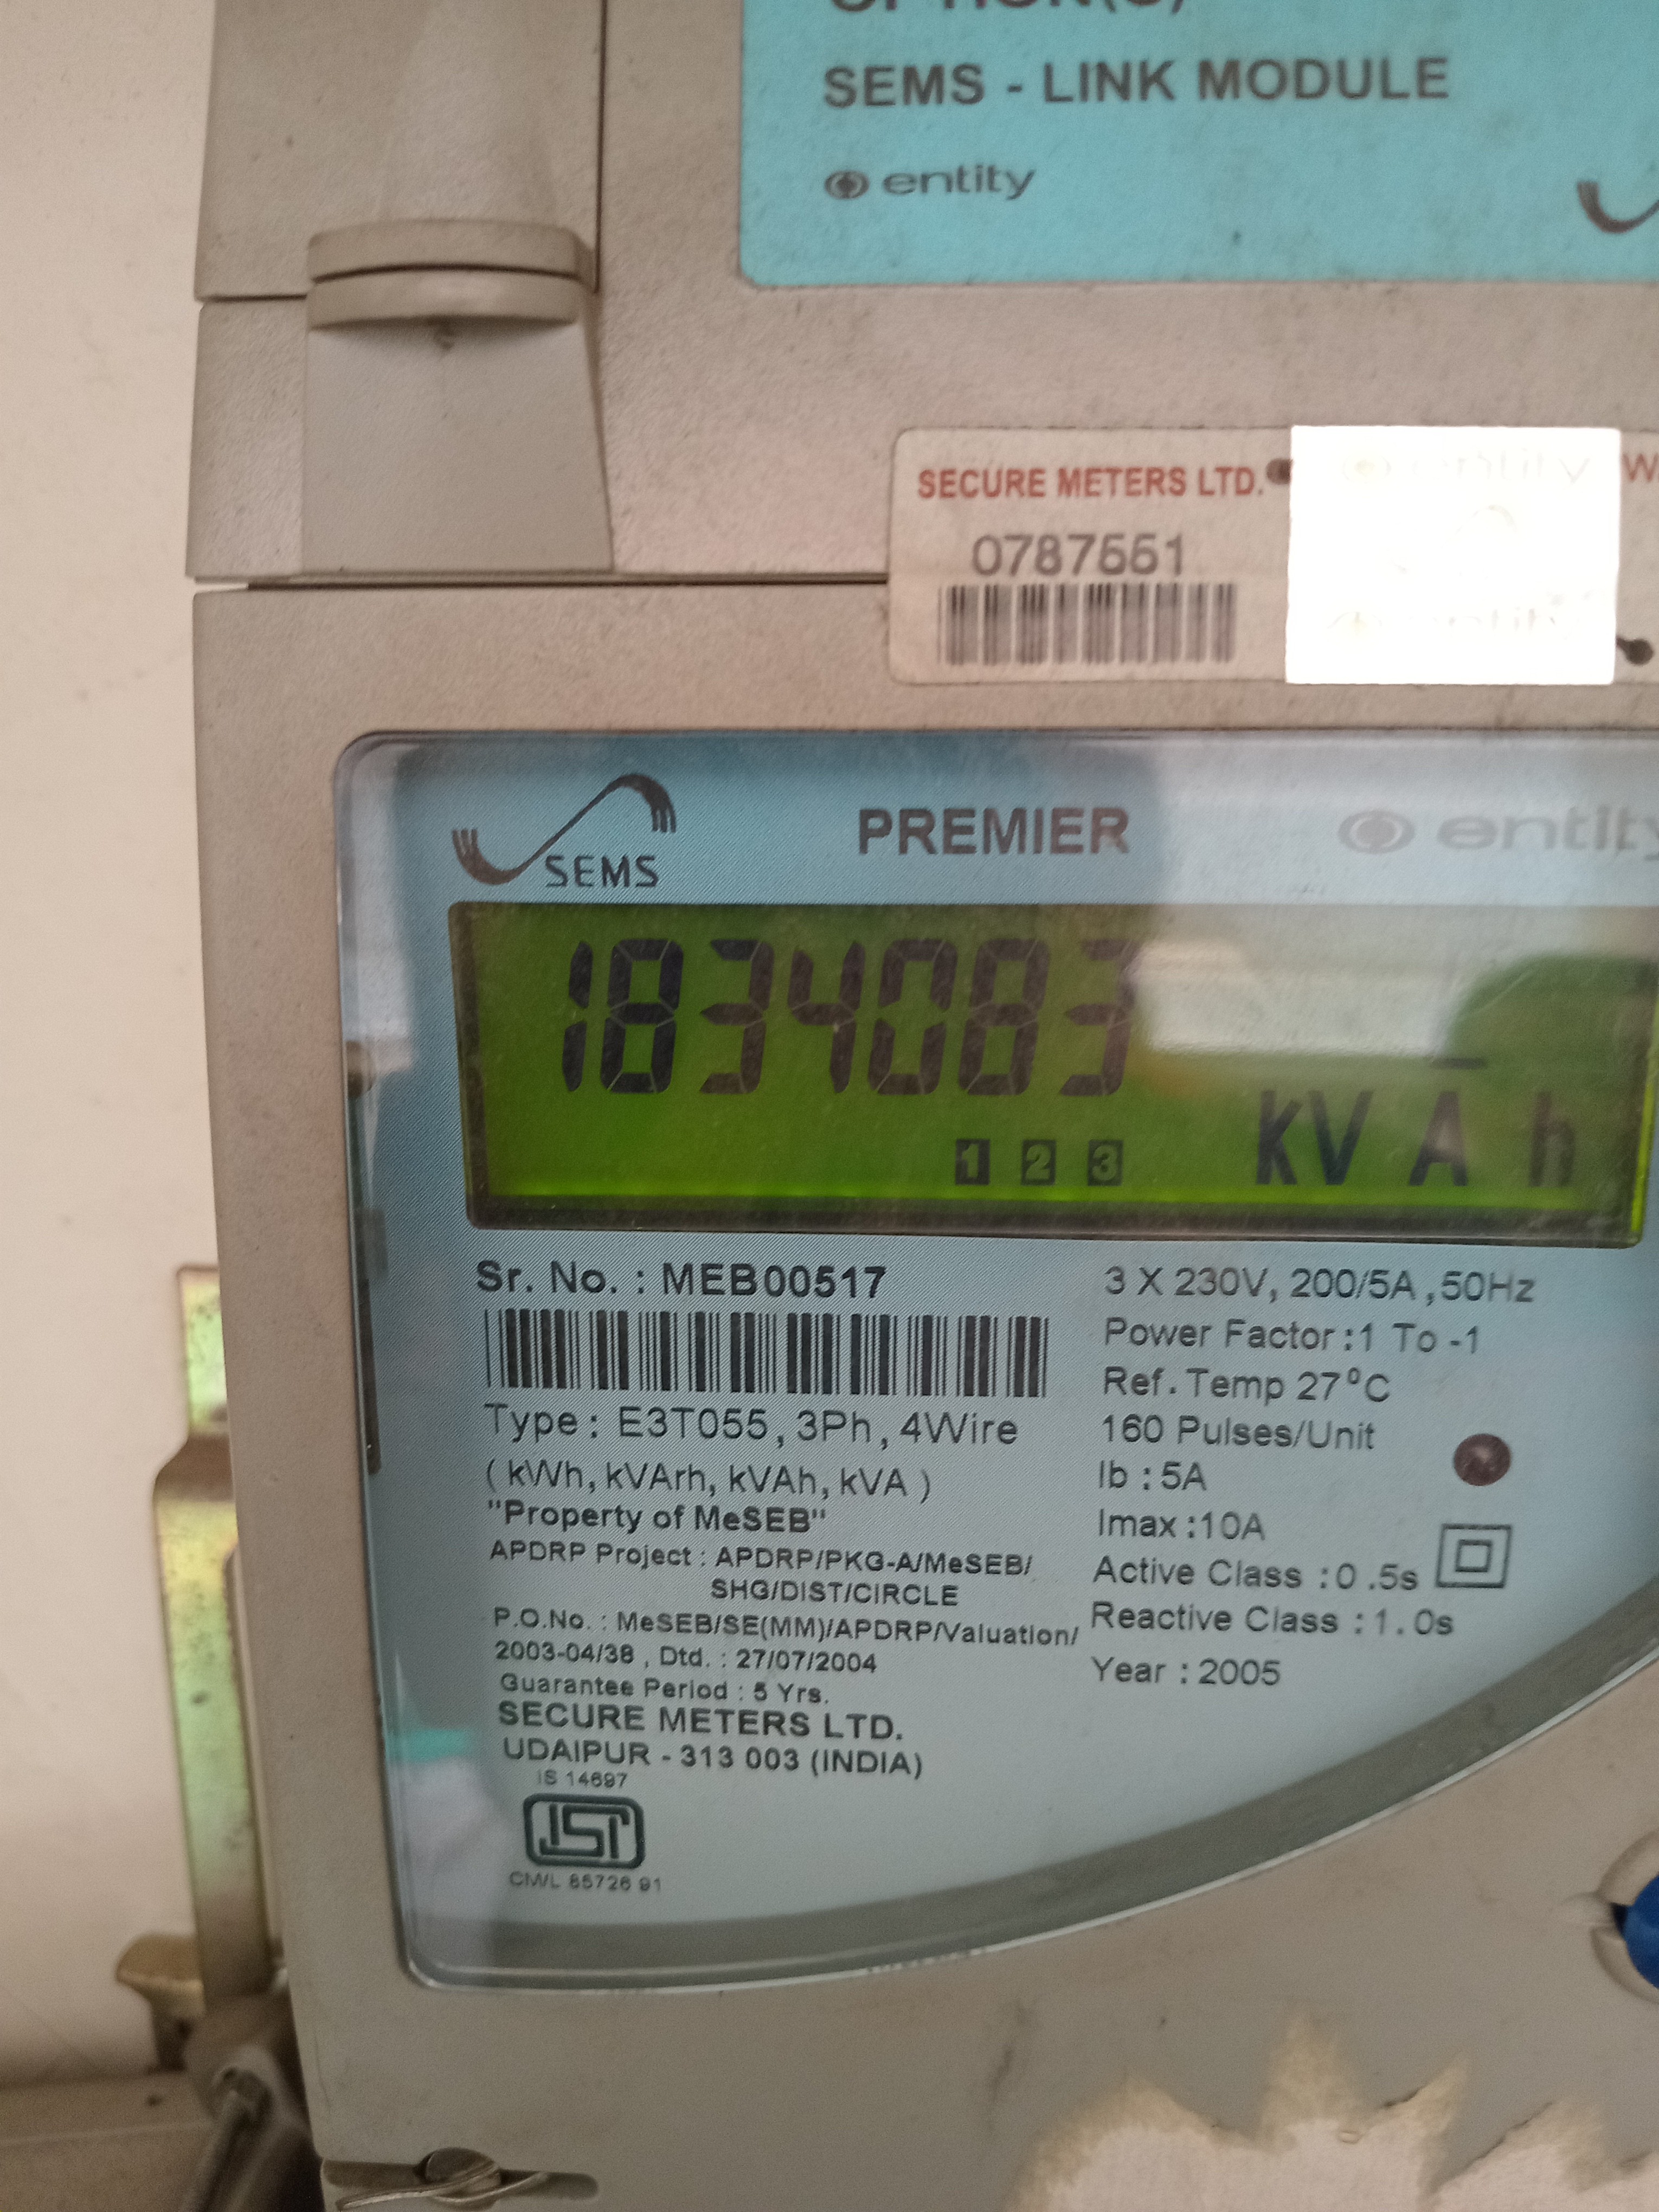 SEMS - LINK MODULE
entity
SECURE METERS LTD.
0787551
SEMS
PREMIER
entity
1834083
1 2 3 kVAh
Sr. No. : MEB00517
Type : E3T055, 3Ph, 4Wire
( kWh, kVArh, kVAh, kVA )
"Property of MeSEB"
APDRP Project : APDRP/PKG-A/MeSEB/
SHG/DIST/CIRCLE
P.O.No. : MeSEB/SE(MM)/APDRP/Valuation/
2003-04/38 , Dtd. : 27/07/2004
Guarantee Period : 5 Yrs.
SECURE METERS LTD.
UDAIPUR - 313 003 (INDIA)
IS 14697
ISI
CM/L 8572691
3 X 230V, 200/5A ,50Hz
Power Factor :1 To -1
Ref. Temp 27°C
160 Pulses/Unit
Ib : 5A
Imax :10A
Active Class :0 .5s
Reactive Class : 1.0s
Year : 2005